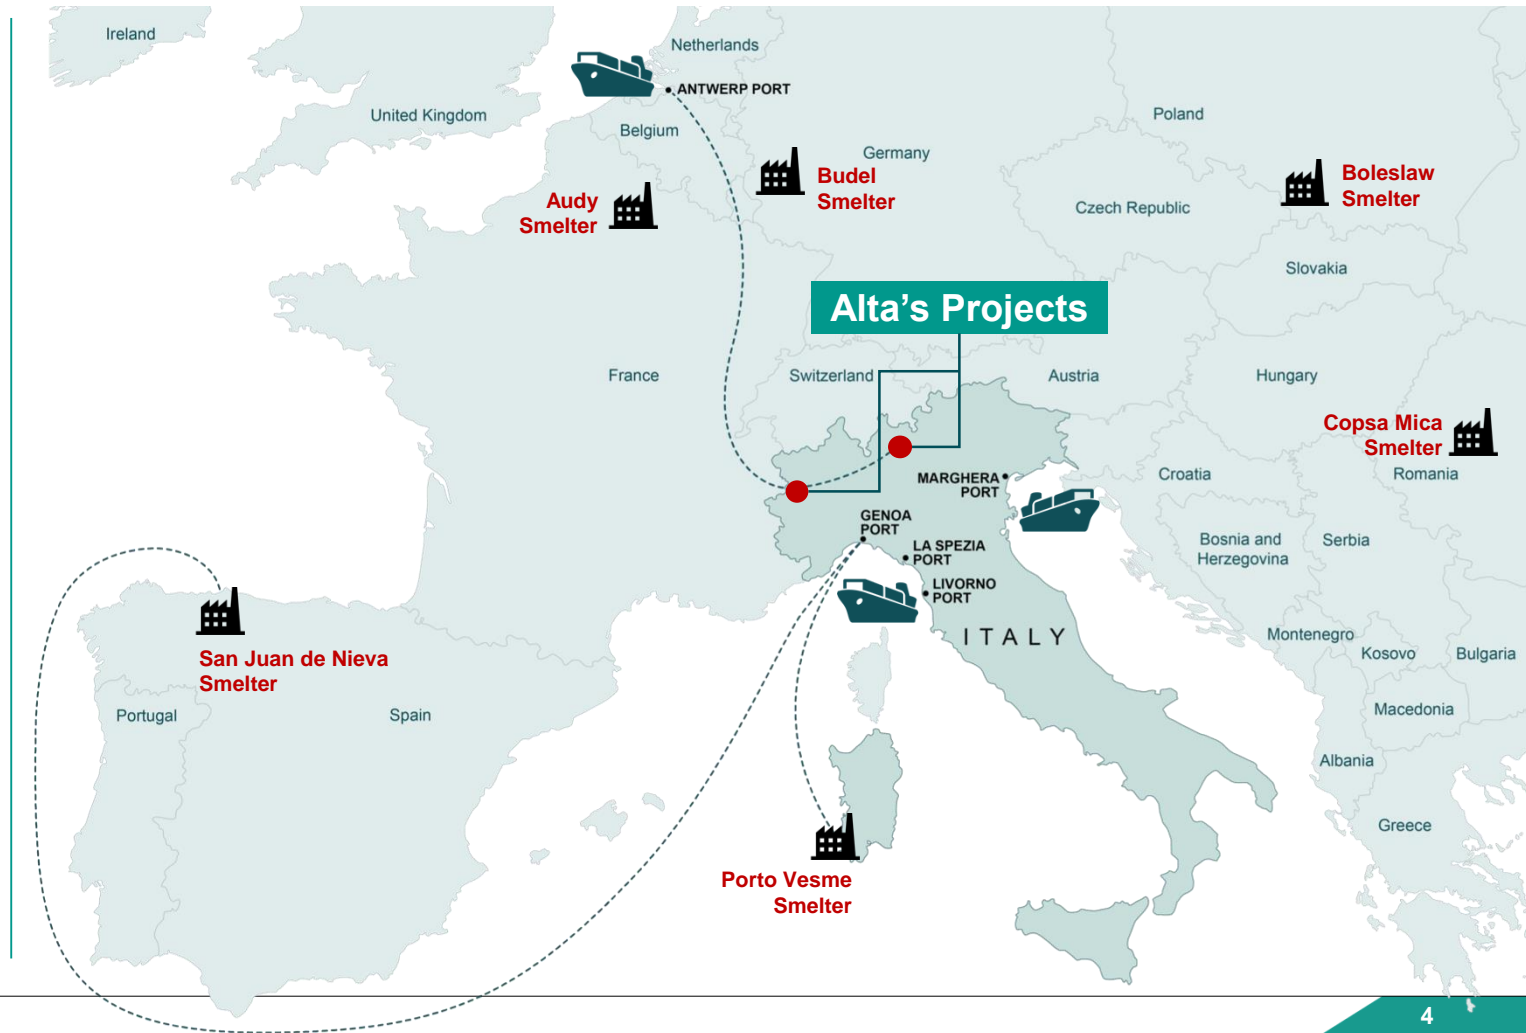 Ireland
Netherlands
ANTWERP PORT
United Kingdom
Belgium
Poland
Germany
Budel
Smelter
Boleslaw
Smelter
Audy
Smelter
Czech Republic
Slovakia
Alta's Projects
France
Switzerland
Austria
Hungary
Copsa Mica
Smelter
Romania
MARGHERA
PORT
Croatia
GENOA
PORT
LA SPEZIA
PORT
Bosnia and
Herzegovina
Serbia
LIVORNO
PORT
ITALY
Montenegro
Kosovo
Bulgaria
San Juan de Nieva
Smelter
Portugal
Spain
Macedonia
Albania
Greece
Porto Vesme
Smelter
4